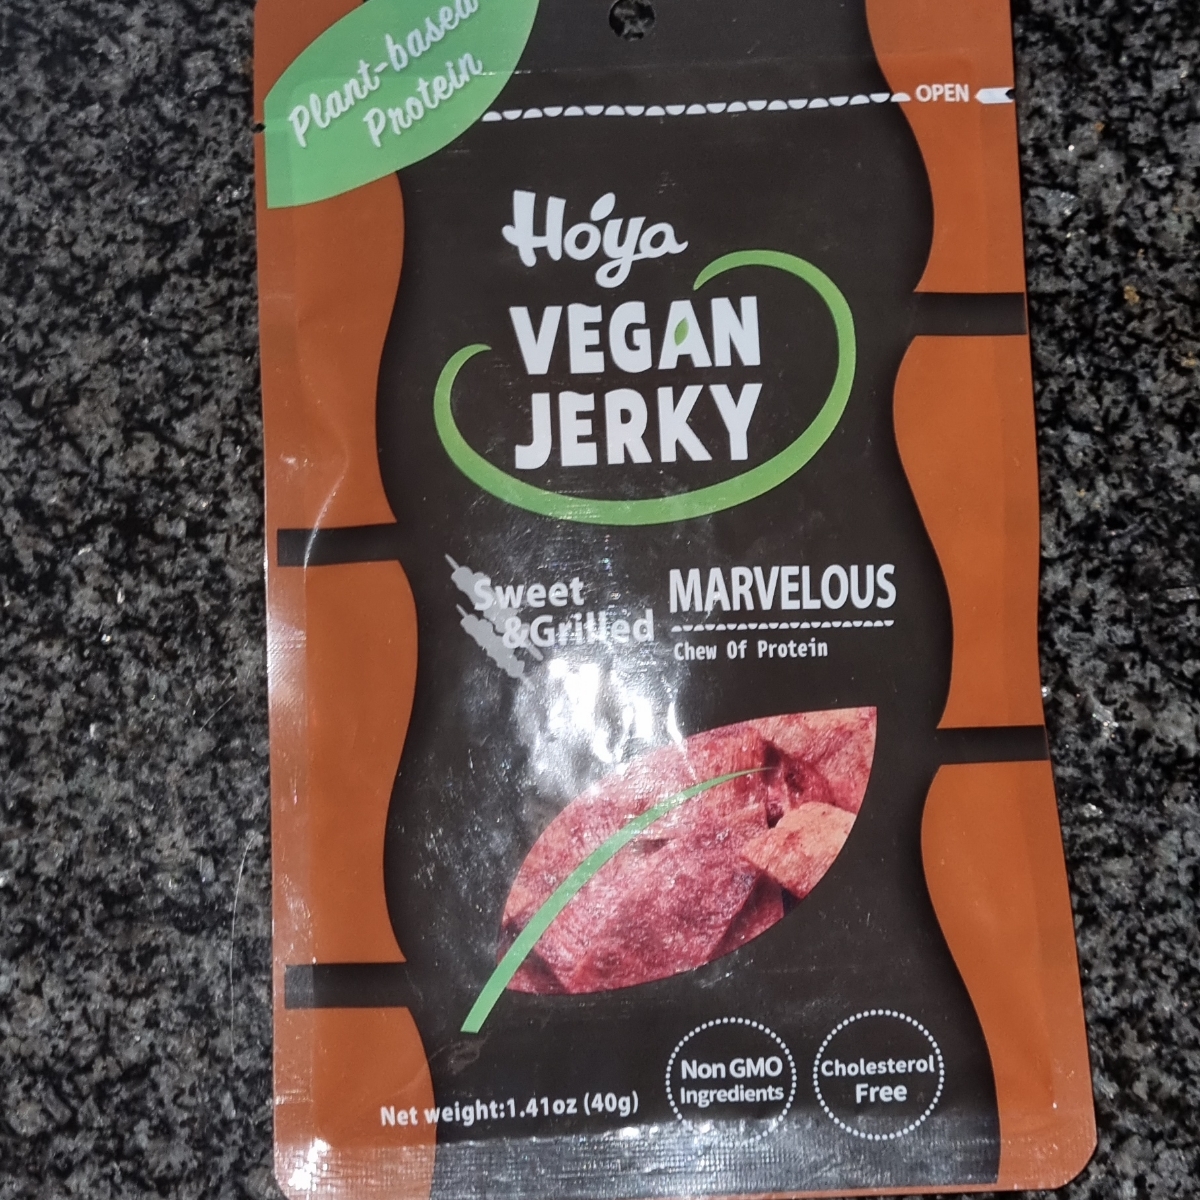 Plant-based
Protein
OPEN
Hoya
VEGAN
JERKY
Sweet
&Grilled
MARVELOUS
Chew Of Protein
Net weight:1.41oz (40g)
Non GMO
Ingredients
Cholesterol
Free